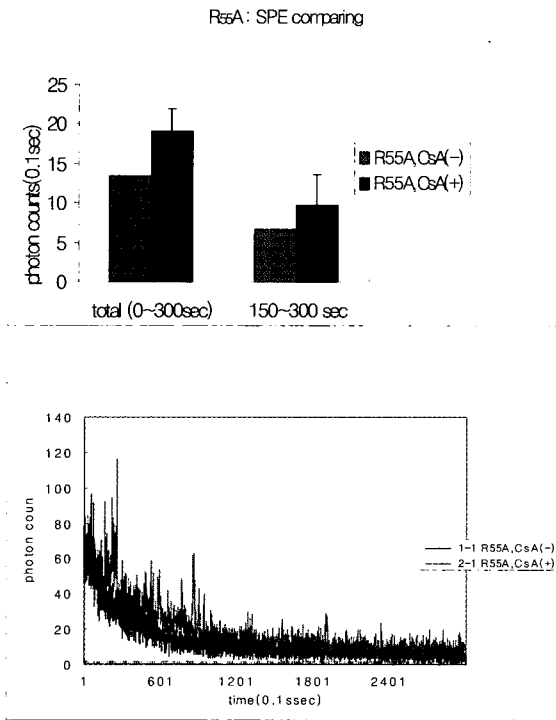 R55A : SPE comparing
25
20
15
10
5
0
photon counts(0.1sec)
total (0~300sec)
150~300 sec
R55A,CsA(-)
R55A,CsA(+)
140
120
100
80
60
40
20
0
photon coun
1
601
1201
1801
2401
time(0.1ssec)
1-1 R55A,CsA(-)
2-1 R55A,CsA(+)